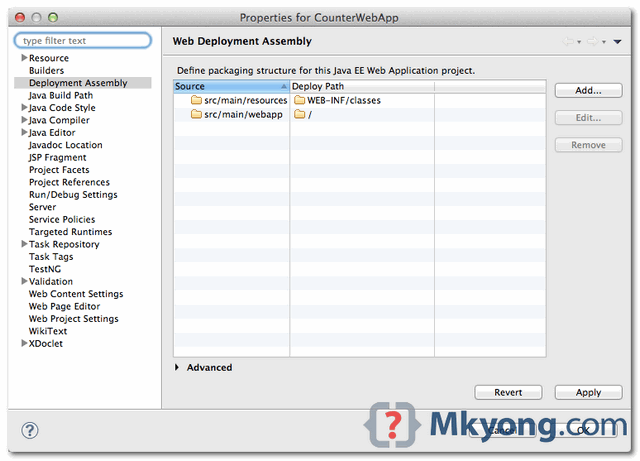 Properties for CounterWebApp
type filter text
Web Deployment Assembly
Resource
Builders
Deployment Assembly
Java Build Path
Java Code Style
Java Compiler
Java Editor
Javadoc Location
JSP Fragment
Project Facets
Project References
Run/Debug Settings
Server
Service Policies
Targeted Runtimes
Task Repository
Task Tags
TestNG
Validation
Web Content Settings
Web Page Editor
Web Project Settings
WikiText
XDoclet
Define packaging structure for this Java EE Web Application project.
Source Deploy Path
src/main/resources WEB-INF/classes
src/main/webapp /
Add...
Edit...
Remove
Advanced
Revert Apply
? Cancel OK
{?} Mkyong.com